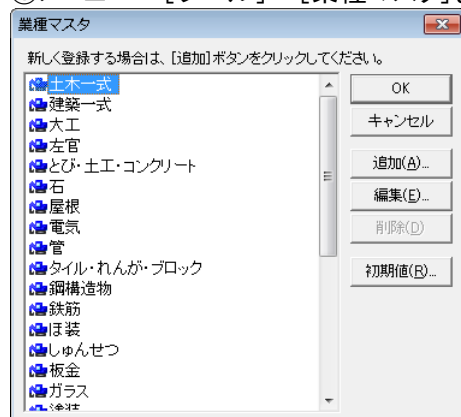 業種マスタ
新しく登録する場合は、[追加]ボタンをクリックしてください。
土木一式
建築一式
大工
左官
とび・土工・コンクリート
石
屋根
電気
管
タイル・れんが・ブロック
鋼構造物
鉄筋
ほ装
しゅんせつ
板金
ガラス
OK
キャンセル
追加(A)...
編集(E)...
削除(D)
初期値(R)...